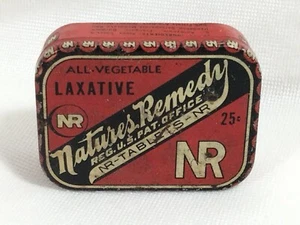 ALL-VEGETABLE
LAXATIVE
NR
Nature's Remedy
REG. U.S. PAT. OFFICE
NR-TABLETS-NR
25¢
NR